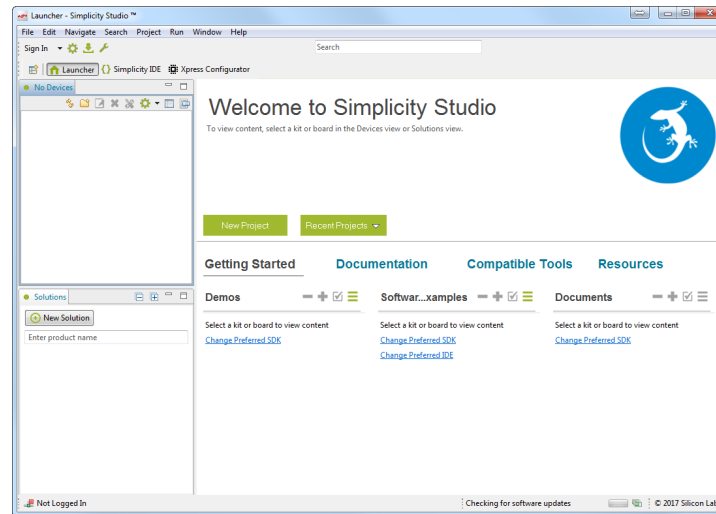 Launcher - Simplicity Studio ™
File Edit Navigate Search Project Run Window Help
Sign In Search
Launcher {} Simplicity IDE Xpress Configurator
No Devices
Welcome to Simplicity Studio
To view content, select a kit or board in the Devices view or Solutions view.
New Project Recent Projects
Getting Started Documentation Compatible Tools Resources
Solutions
New Solution
Enter product name
Demos Softwar...xamples Documents
Select a kit or board to view content Select a kit or board to view content Select a kit or board to view content
Change Preferred SDK Change Preferred SDK Change Preferred SDK
Change Preferred IDE
Not Logged In Checking for software updates © 2017 Silicon Lab